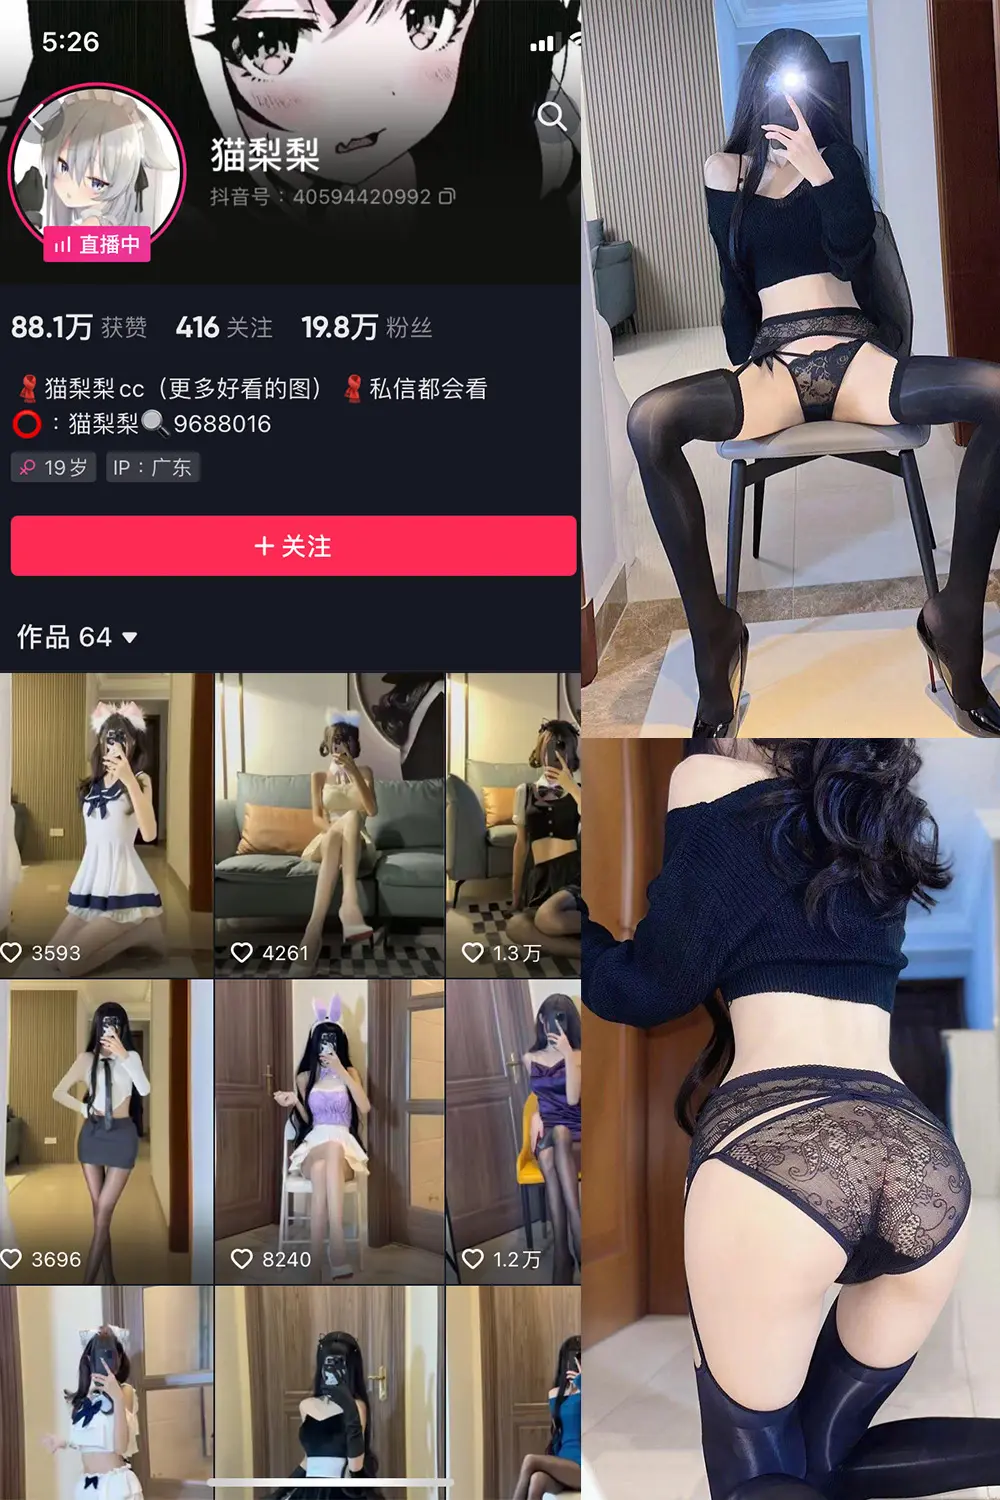 5:26
猫梨梨
抖音号：40594420992
直播中
88.1万 获赞 416 关注 19.8万 粉丝
猫梨梨cc（更多好看的图） 私信都会看
：猫梨梨🔍9688016
19岁 IP：广东
+ 关注
作品 64
3593 4261 1.3万
3696 8240 1.2万